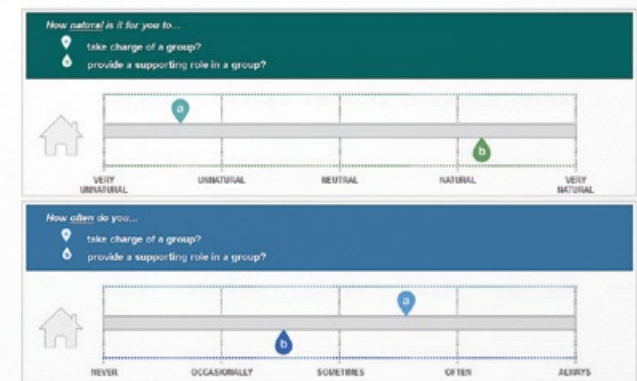 How natural is it for you to...
a take charge of a group?
b provide a supporting role in a group?
a
b
VERY UNNATURAL
UNNATURAL
NEUTRAL
NATURAL
VERY NATURAL
How often do you...
a take charge of a group?
b provide a supporting role in a group?
a
b
NEVER
OCCASIONALLY
SOMETIMES
OFTEN
ALWAYS